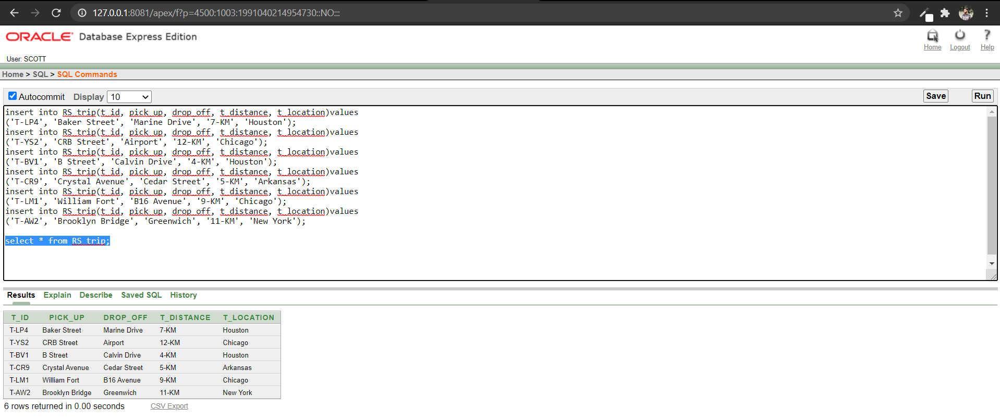 127.0.0.1:8081/apex/f?p=4500:1003:1991040214954730::NO:::
ORACLE Database Express Edition
Home Logout Help
User: SCOTT
Home > SQL > SQL Commands
Autocommit Display 10 Save Run
insert into RS_trip(t_id, pick_up, drop_off, t_distance, t_location)values
('T-LP4', 'Baker Street', 'Marine Drive', '7-KM', 'Houston');
insert into RS_trip(t_id, pick_up, drop_off, t_distance, t_location)values
('T-YS2', 'CRB Street', 'Airport', '12-KM', 'Chicago');
insert into RS_trip(t_id, pick_up, drop_off, t_distance, t_location)values
('T-BV1', 'B Street', 'Calvin Drive', '4-KM', 'Houston');
insert into RS_trip(t_id, pick_up, drop_off, t_distance, t_location)values
('T-CR9', 'Crystal Avenue', 'Cedar Street', '5-KM', 'Arkansas');
insert into RS_trip(t_id, pick_up, drop_off, t_distance, t_location)values
('T-LM1', 'William Fort', 'B16 Avenue', '9-KM', 'Chicago');
insert into RS_trip(t_id, pick_up, drop_off, t_distance, t_location)values
('T-AW2', 'Brooklyn Bridge', 'Greenwich', '11-KM', 'New York');
select * from RS_trip;
Results Explain Describe Saved SQL History
T_ID PICK_UP DROP_OFF T_DISTANCE T_LOCATION
T-LP4 Baker Street Marine Drive 7-KM Houston
T-YS2 CRB Street Airport 12-KM Chicago
T-BV1 B Street Calvin Drive 4-KM Houston
T-CR9 Crystal Avenue Cedar Street 5-KM Arkansas
T-LM1 William Fort B16 Avenue 9-KM Chicago
T-AW2 Brooklyn Bridge Greenwich 11-KM New York
6 rows returned in 0.00 seconds CSV Export